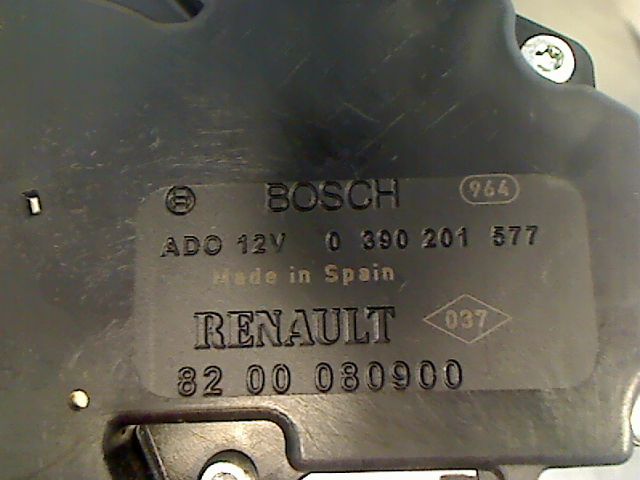 BOSCH 964
ADO 12V 0 390 201 577
Made in Spain
RENAULT 037
82 00 080900